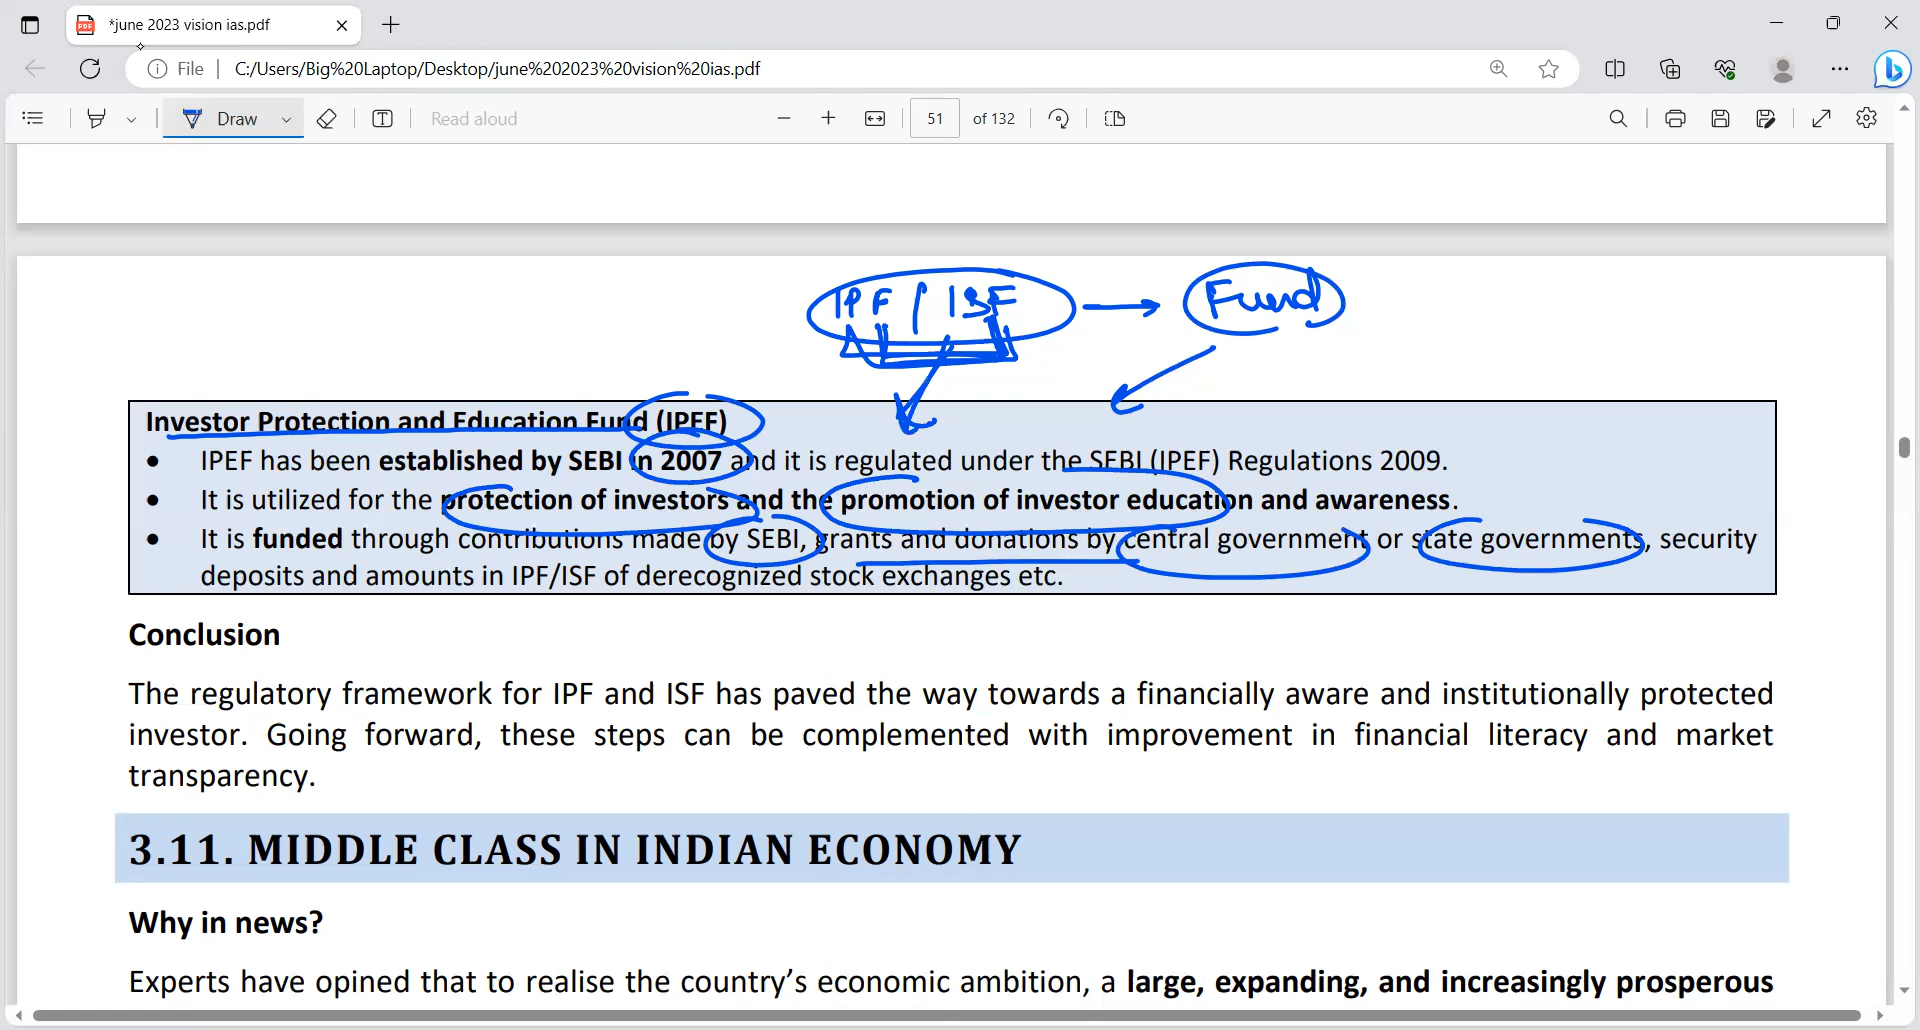 *june 2023 vision ias.pdf
File | C:/Users/Big%20Laptop/Desktop/june%202023%20vision%20ias.pdf
Draw Read aloud 51 of 132
IPF / ISF → Fund
Investor Protection and Education Fund (IPEF)
• IPEF has been established by SEBI in 2007 and it is regulated under the SEBI (IPEF) Regulations 2009.
• It is utilized for the protection of investors and the promotion of investor education and awareness.
• It is funded through contributions made by SEBI, grants and donations by central government or state governments, security
deposits and amounts in IPF/ISF of derecognized stock exchanges etc.
Conclusion
The regulatory framework for IPF and ISF has paved the way towards a financially aware and institutionally protected
investor. Going forward, these steps can be complemented with improvement in financial literacy and market
transparency.
3.11. MIDDLE CLASS IN INDIAN ECONOMY
Why in news?
Experts have opined that to realise the country’s economic ambition, a large, expanding, and increasingly prosperous